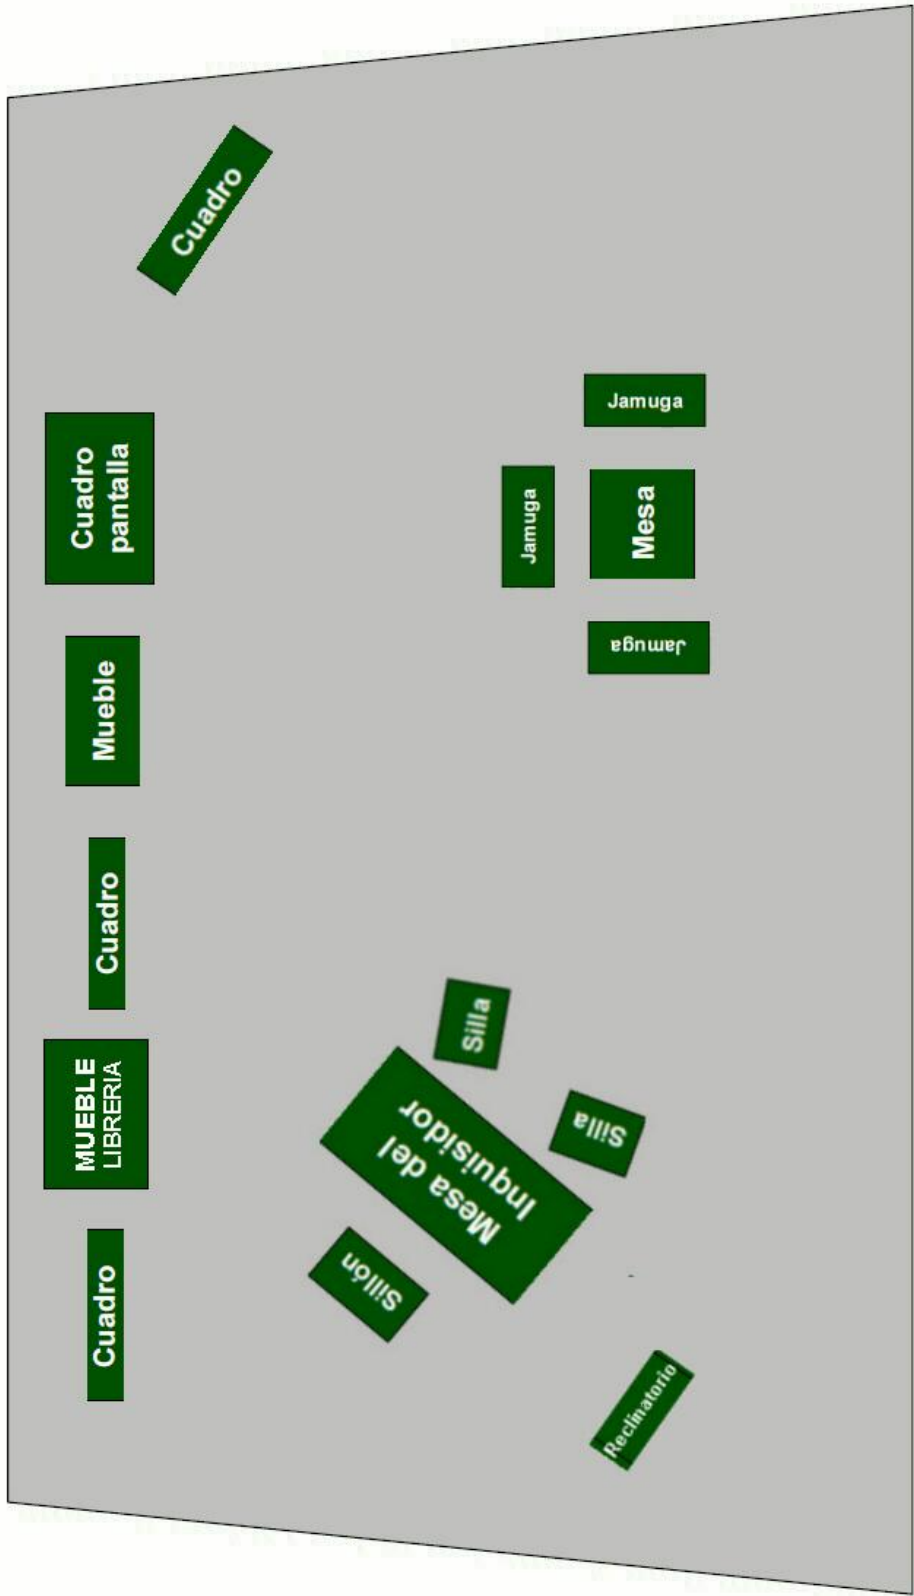 Cuadro
Cuadro
pantalla
Jamuga
Jamuga
Mesa
Jamuga
Mueble
Cuadro
Silla
MUEBLE
LIBRERIA
Silla
Mesa del
Inquisidor
Cuadro
Sillón
Reclinatorio